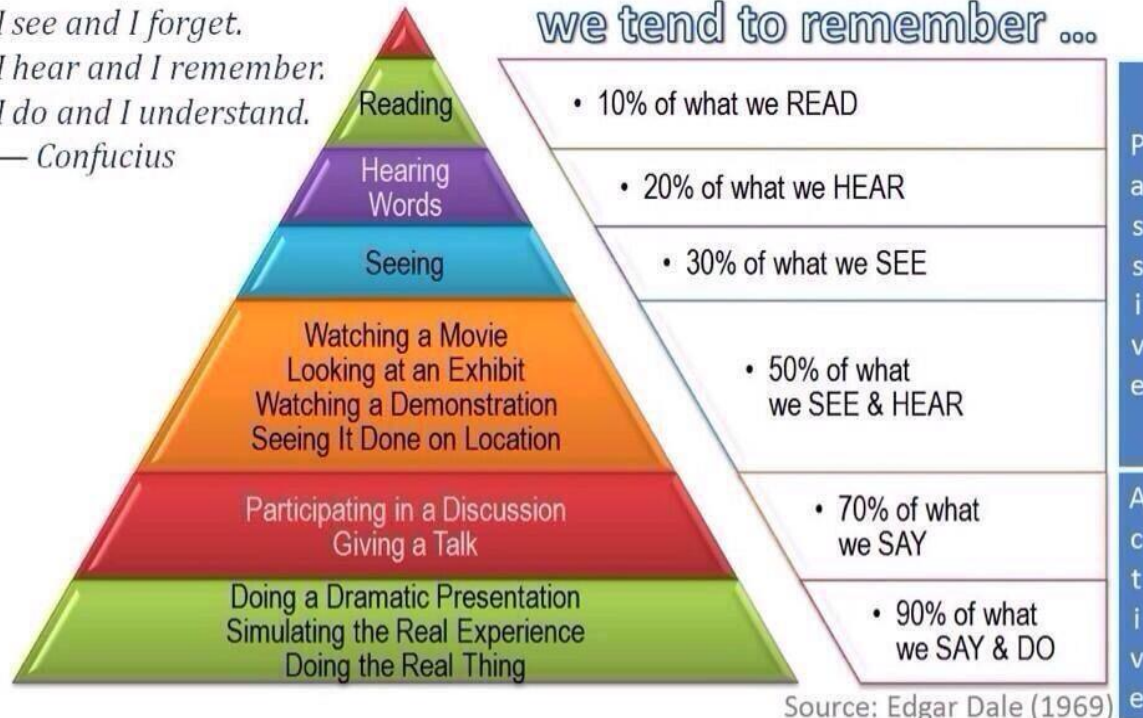 I see and I forget.
I hear and I remember.
I do and I understand.
— Confucius
we tend to remember ...
Reading
• 10% of what we READ
Hearing
Words
• 20% of what we HEAR
Seeing
• 30% of what we SEE
Watching a Movie
Looking at an Exhibit
Watching a Demonstration
Seeing It Done on Location
• 50% of what
we SEE & HEAR
Participating in a Discussion
Giving a Talk
• 70% of what
we SAY
Doing a Dramatic Presentation
Simulating the Real Experience
Doing the Real Thing
• 90% of what
we SAY & DO
Passive
Active
Source: Edgar Dale (1969)